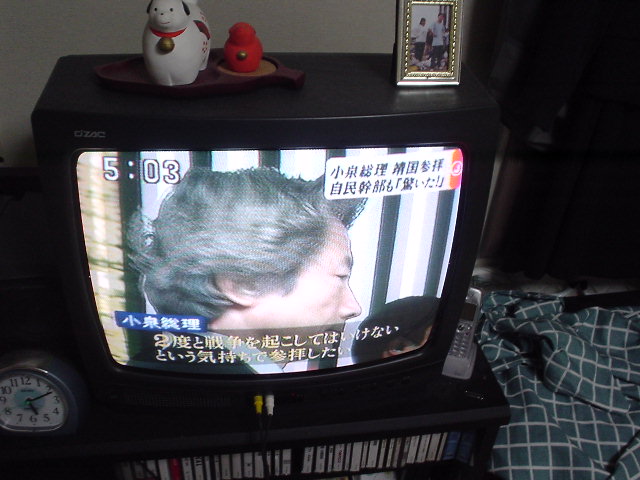 DZAC
5:03
小泉総理 靖国参拝
自民幹部も「驚いた!」
小泉総理
2度と戦争を起こしてはいけない
という気持ちで参拝したい